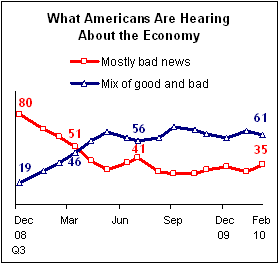 What Americans Are Hearing
About the Economy
Mostly bad news
Mix of good and bad
80
51
56
41
61
35
19
46
Dec Mar Jun Sep Dec Feb
08 09 10
Q3